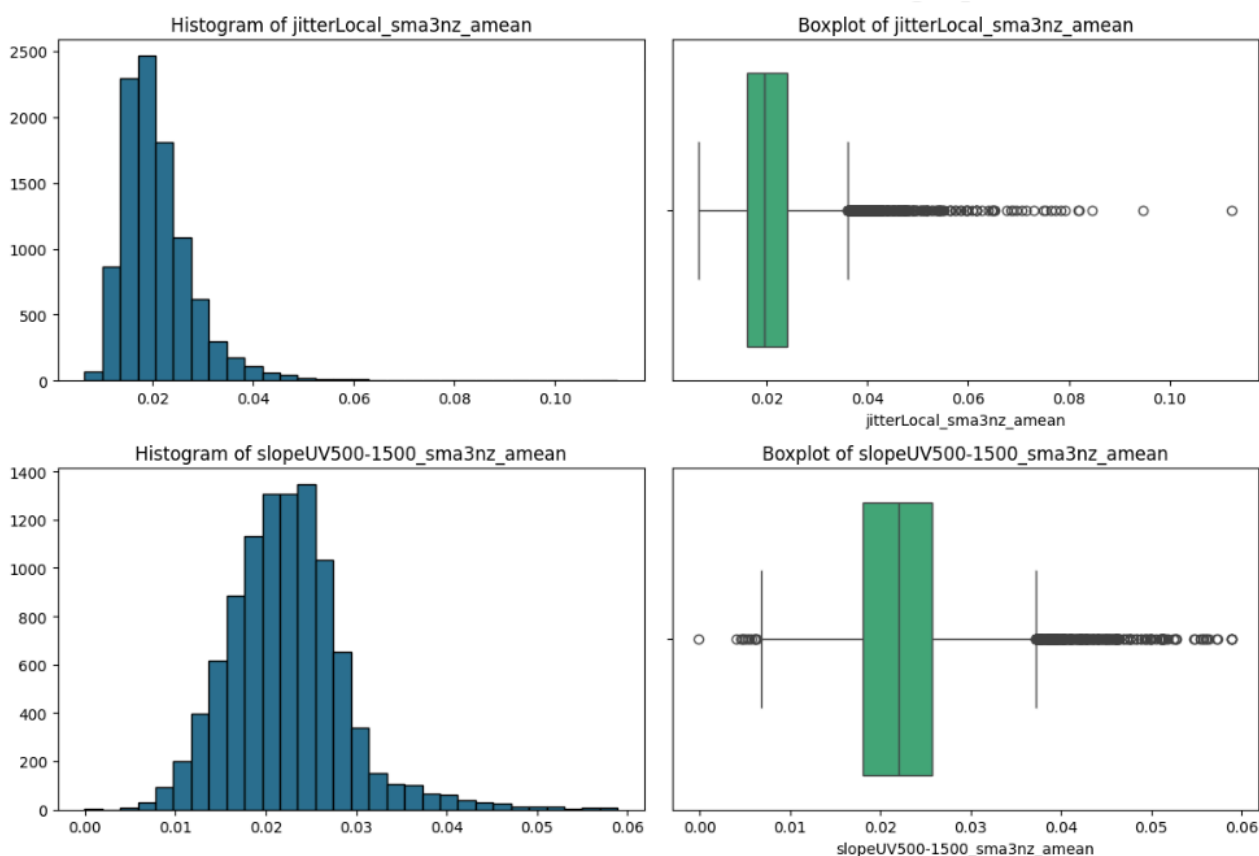 Histogram of jitterLocal_sma3nz_amean
2500
2000
1500
1000
500
0
0.02 0.04 0.06 0.08 0.10
Boxplot of jitterLocal_sma3nz_amean
0.02 0.04 0.06 0.08 0.10
jitterLocal_sma3nz_amean
Histogram of slopeUV500-1500_sma3nz_amean
1400
1200
1000
800
600
400
200
0
0.00 0.01 0.02 0.03 0.04 0.05 0.06
Boxplot of slopeUV500-1500_sma3nz_amean
0.00 0.01 0.02 0.03 0.04 0.05 0.06
slopeUV500-1500_sma3nz_amean